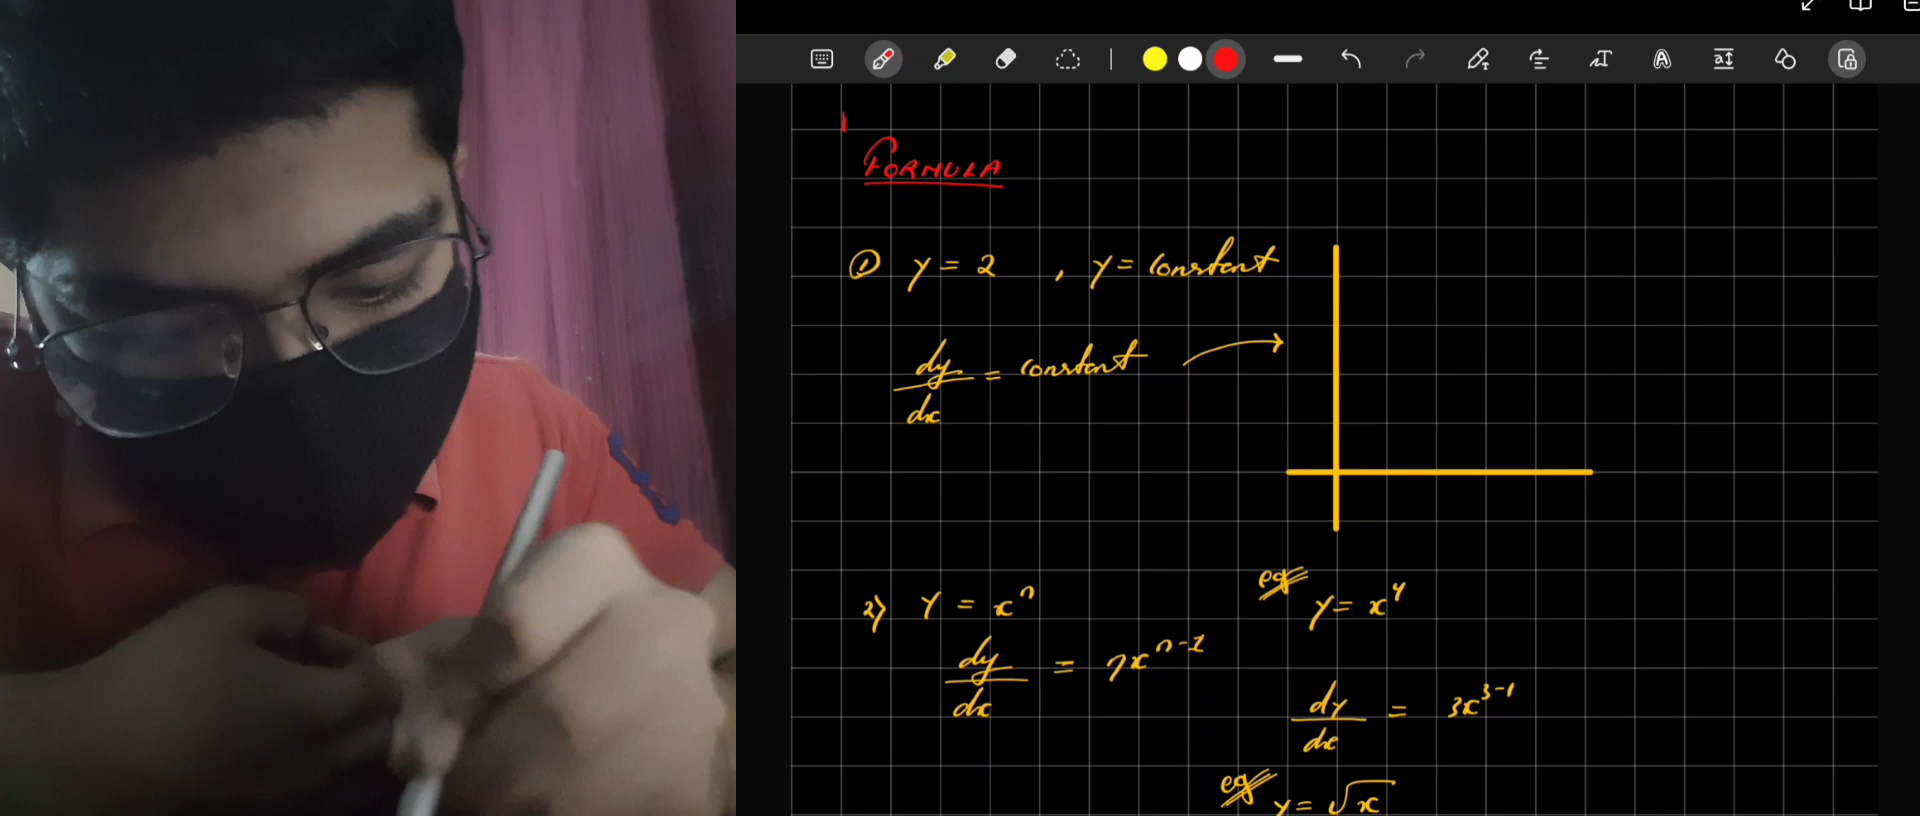 FORMULA
① y = 2 , y = constant
dy/dx = constant
2) Y = xⁿ
dy/dx = nxⁿ⁻¹
eg y = x⁴
dy/dx = 3x³⁻¹
eg y = √x